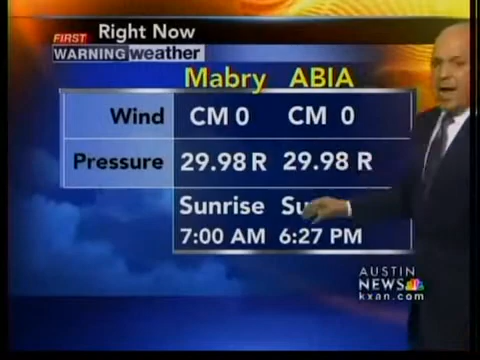 Right Now
FIRST
WARNING weather
Mabry ABIA
Wind CM 0 CM 0
Pressure 29.98 R 29.98 R
Sunrise
7:00 AM 6:27 PM
AUSTIN
NEWS
kxan.com